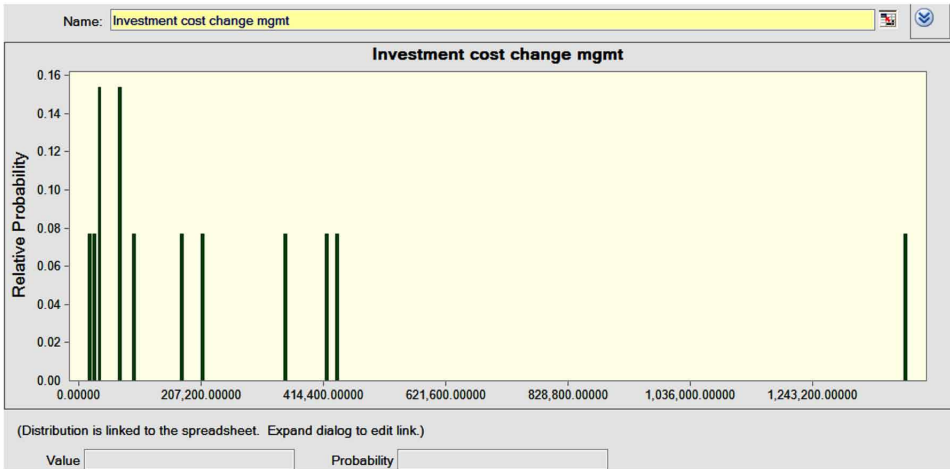 Name: Investment cost change mgmt
Investment cost change mgmt
Relative Probability
0.16
0.14
0.12
0.10
0.08
0.06
0.04
0.02
0.00
0.00000 207,200.00000 414,400.00000 621,600.00000 828,800.00000 1,036,000.00000 1,243,200.00000
(Distribution is linked to the spreadsheet. Expand dialog to edit link.)
Value Probability